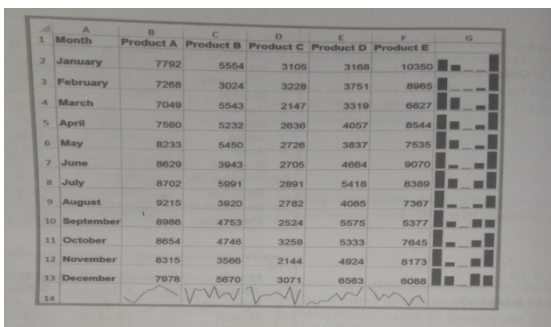 A B C D E F G
1 Month Product A Product B Product C Product D Product E
2 January 7792 5554 3105 3168 10350
3 February 7268 3024 3228 3751 8965
4 March 7049 5543 2147 3319 6827
5 April 7560 5232 2636 4057 8544
6 May 8233 5450 2726 3837 7535
7 June 8629 3943 2705 4664 9070
8 July 8702 5991 2891 5418 8389
9 August 9215 3920 2782 4085 7367
10 September 8986 4753 2524 5575 5377
11 October 8654 4746 3258 5333 7645
12 November 8315 3566 2144 4924 8173
13 December 7978 5670 3071 6563 6088
14